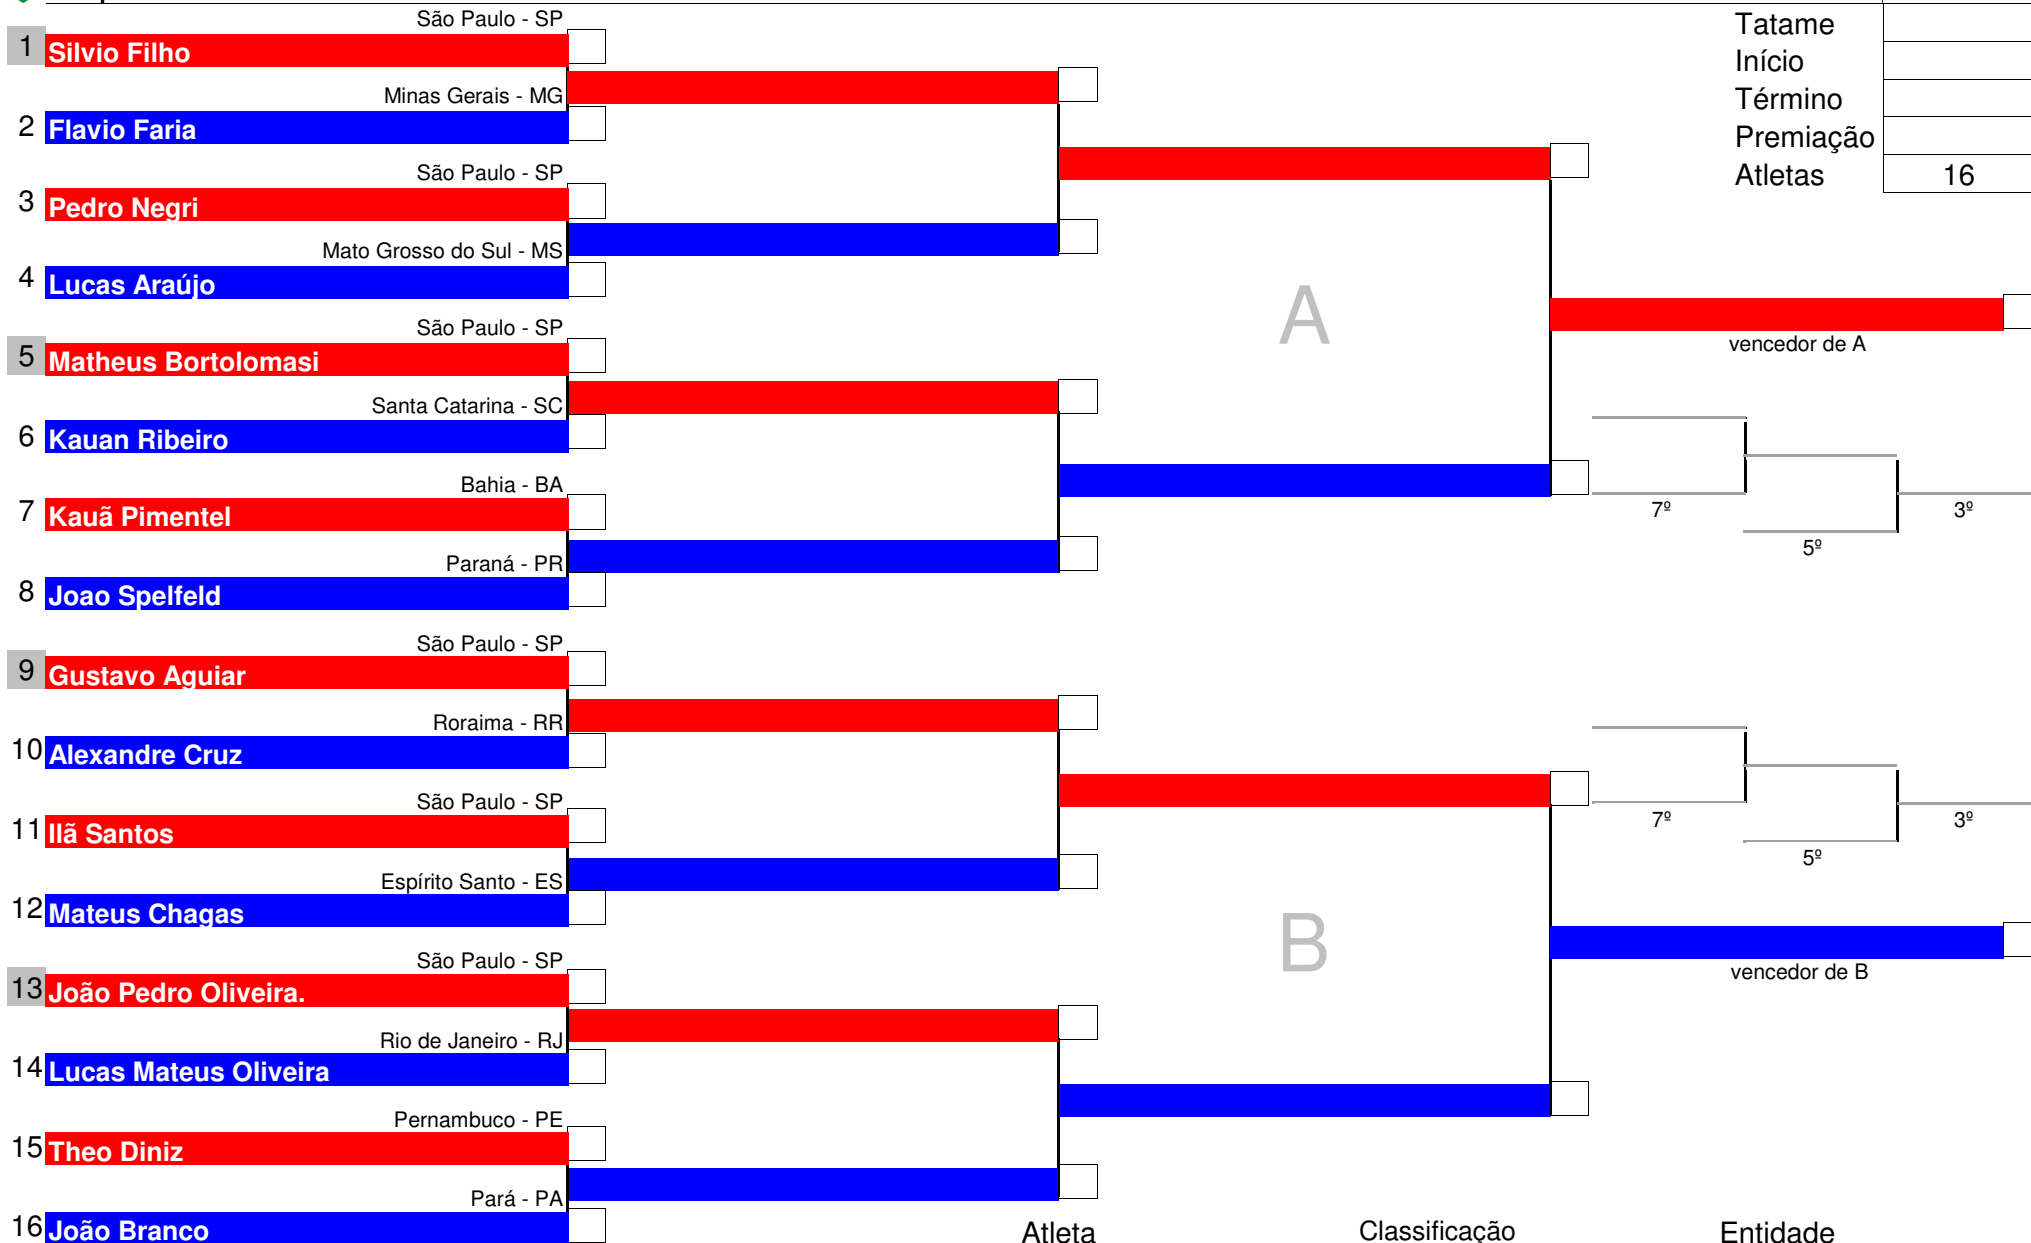 São Paulo - SP
1 Silvio Filho
Minas Gerais - MG
2 Flavio Faria
São Paulo - SP
3 Pedro Negri
Mato Grosso do Sul - MS
4 Lucas Araújo
São Paulo - SP
5 Matheus Bortolomasi
Santa Catarina - SC
6 Kauan Ribeiro
Bahia - BA
7 Kauã Pimentel
Paraná - PR
8 Joao Spelfeld
São Paulo - SP
9 Gustavo Aguiar
Roraima - RR
10 Alexandre Cruz
São Paulo - SP
11 Ilã Santos
Espírito Santo - ES
12 Mateus Chagas
São Paulo - SP
13 João Pedro Oliveira.
Rio de Janeiro - RJ
14 Lucas Mateus Oliveira
Pernambuco - PE
15 Theo Diniz
Pará - PA
16 João Branco
A
B
Tatame
Início
Término
Premiação
Atletas 16
vencedor de A
7º
3º
5º
7º
3º
5º
vencedor de B
Atleta Classificação Entidade